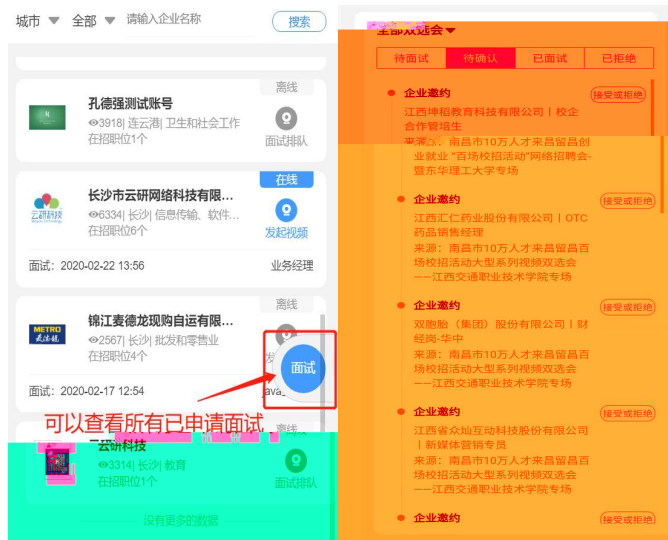 城市 ▼ 全部 ▼ 请输入企业名称 搜索
离线
孔德强测试账号
3918| 连云港| 卫生和社会工作
在招职位1个
面试排队
在线
长沙市云研网络科技有限...
云研科技
6334| 长沙| 信息传输、软件...
在招职位6个
发起视频
面试：2020-02-22 13:56 业务经理
离线
锦江麦德龙现购自运有限...
METRO
麦德龙
2567| 长沙| 批发和零售业
在招职位4个
面试
面试：2020-02-17 12:54
可以查看所有已申请面试
离线
云研科技
3314| 长沙| 教育
在招职位1个
面试排队
没有更多的数据
全部双选会▼
待面试 待确认 已面试 已拒绝
企业邀约 接受或拒绝
江西坤稻教育科技有限公司丨校企
合作管培生
来源：南昌市10万人才来昌留昌创
业就业 “百场校招活动”网络招聘会-
暨东华理工大学专场
企业邀约 接受或拒绝
江西汇仁药业股份有限公司丨OTC
药品销售经理
来源：南昌市10万人才来昌留昌百
场校招活动大型系列视频双选会
——江西交通职业技术学院专场
企业邀约 接受或拒绝
双胞胎（集团）股份有限公司丨财
经岗-华中
来源：南昌市10万人才来昌留昌百
场校招活动大型系列视频双选会
——江西交通职业技术学院专场
企业邀约 接受或拒绝
江西省众灿互动科技股份有限公司
丨新媒体营销专员
来源：南昌市10万人才来昌留昌百
场校招活动大型系列视频双选会
——江西交通职业技术学院专场
企业邀约 接受或拒绝